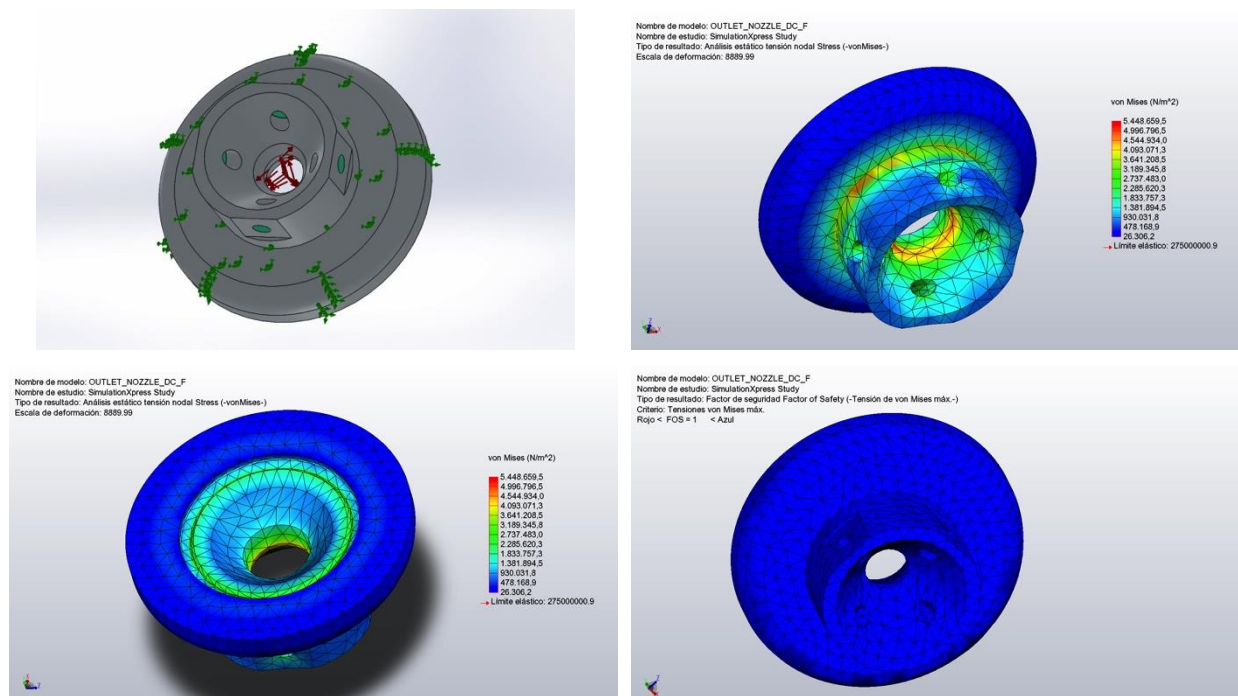 Nombre de modelo: OUTLET_NOZZLE_DC_F
Nombre de estudio: SimulationXpress Study
Tipo de resultado: Análisis estático tensión nodal Stress (-vonMises-)
Escala de deformación: 8889.99
von Mises (N/m^2)
5.448.659,5
4.996.796,5
4.544.934,0
4.093.071,3
3.641.208,5
3.189.345,8
2.737.483,0
2.285.620,3
1.833.757,3
1.381.894,5
930.031,8
478.168,9
26.306,2
Límite elástico: 275000000.9
Nombre de modelo: OUTLET_NOZZLE_DC_F
Nombre de estudio: SimulationXpress Study
Tipo de resultado: Análisis estático tensión nodal Stress (-vonMises-)
Escala de deformación: 8889.99
von Mises (N/m^2)
5.448.659,5
4.996.796,5
4.544.934,0
4.093.071,3
3.641.208,5
3.189.345,8
2.737.483,0
2.285.620,3
1.833.757,3
1.381.894,5
930.031,8
478.168,9
26.306,2
Límite elástico: 275000000.9
Nombre de modelo: OUTLET_NOZZLE_DC_F
Nombre de estudio: SimulationXpress Study
Tipo de resultado: Factor de seguridad Factor of Safety (-Tensión de von Mises máx.-)
Criterio: Tensiones von Mises máx.
Rojo < FOS = 1 < Azul